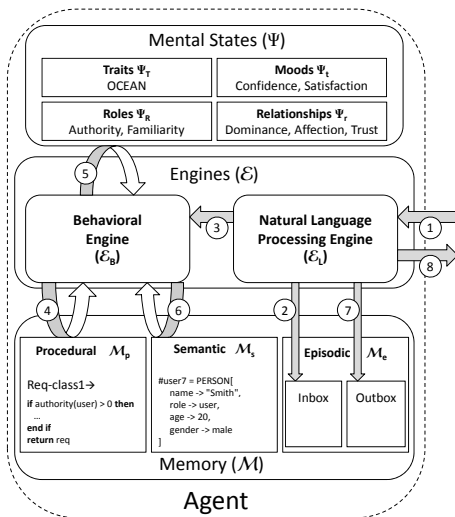 Mental States (Ψ)
Traits Ψ_T
OCEAN
Moods Ψ_t
Confidence, Satisfaction
Roles Ψ_R
Authority, Familiarity
Relationships Ψ_r
Dominance, Affection, Trust
5
Engines (ℰ)
Behavioral
Engine
(ℰ_B)
3
Natural Language
Processing Engine
(ℰ_L)
1
8
4
6
2
7
Procedural ℳ_p
Req-class1→
if authority(user) > 0 then
...
end if
return req
Semantic ℳ_s
#user7 = PERSON[
name -> "Smith",
role -> user,
age -> 20,
gender -> male
]
Episodic ℳ_e
Inbox
Outbox
Memory (ℳ)
Agent